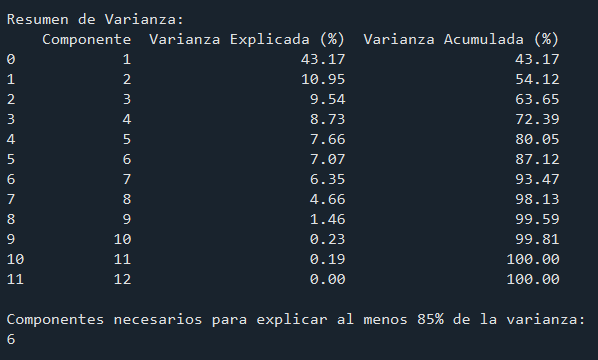 Resumen de Varianza:
Componente Varianza Explicada (%) Varianza Acumulada (%)
0 1 43.17 43.17
1 2 10.95 54.12
2 3 9.54 63.65
3 4 8.73 72.39
4 5 7.66 80.05
5 6 7.07 87.12
6 7 6.35 93.47
7 8 4.66 98.13
8 9 1.46 99.59
9 10 0.23 99.81
10 11 0.19 100.00
11 12 0.00 100.00
Componentes necesarios para explicar al menos 85% de la varianza:
6